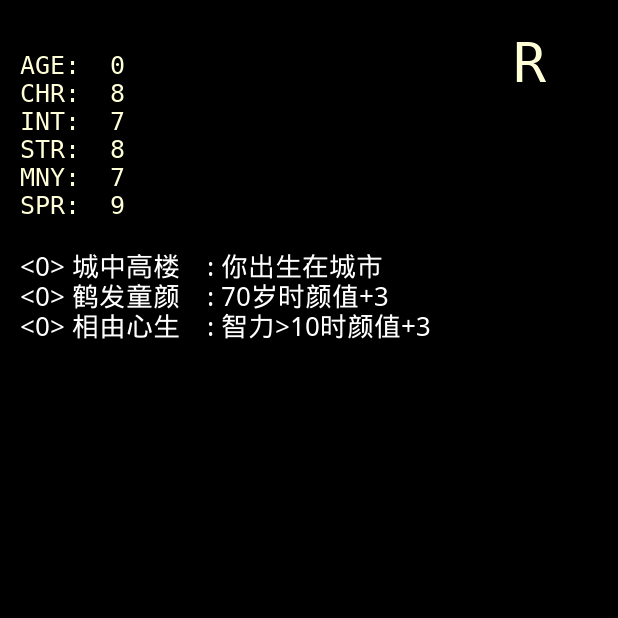 R
AGE: 0
CHR: 8
INT: 7
STR: 8
MNY: 7
SPR: 9
<0> 城中高楼 : 你出生在城市
<0> 鹤发童颜 : 70岁时颜值+3
<0> 相由心生 : 智力>10时颜值+3